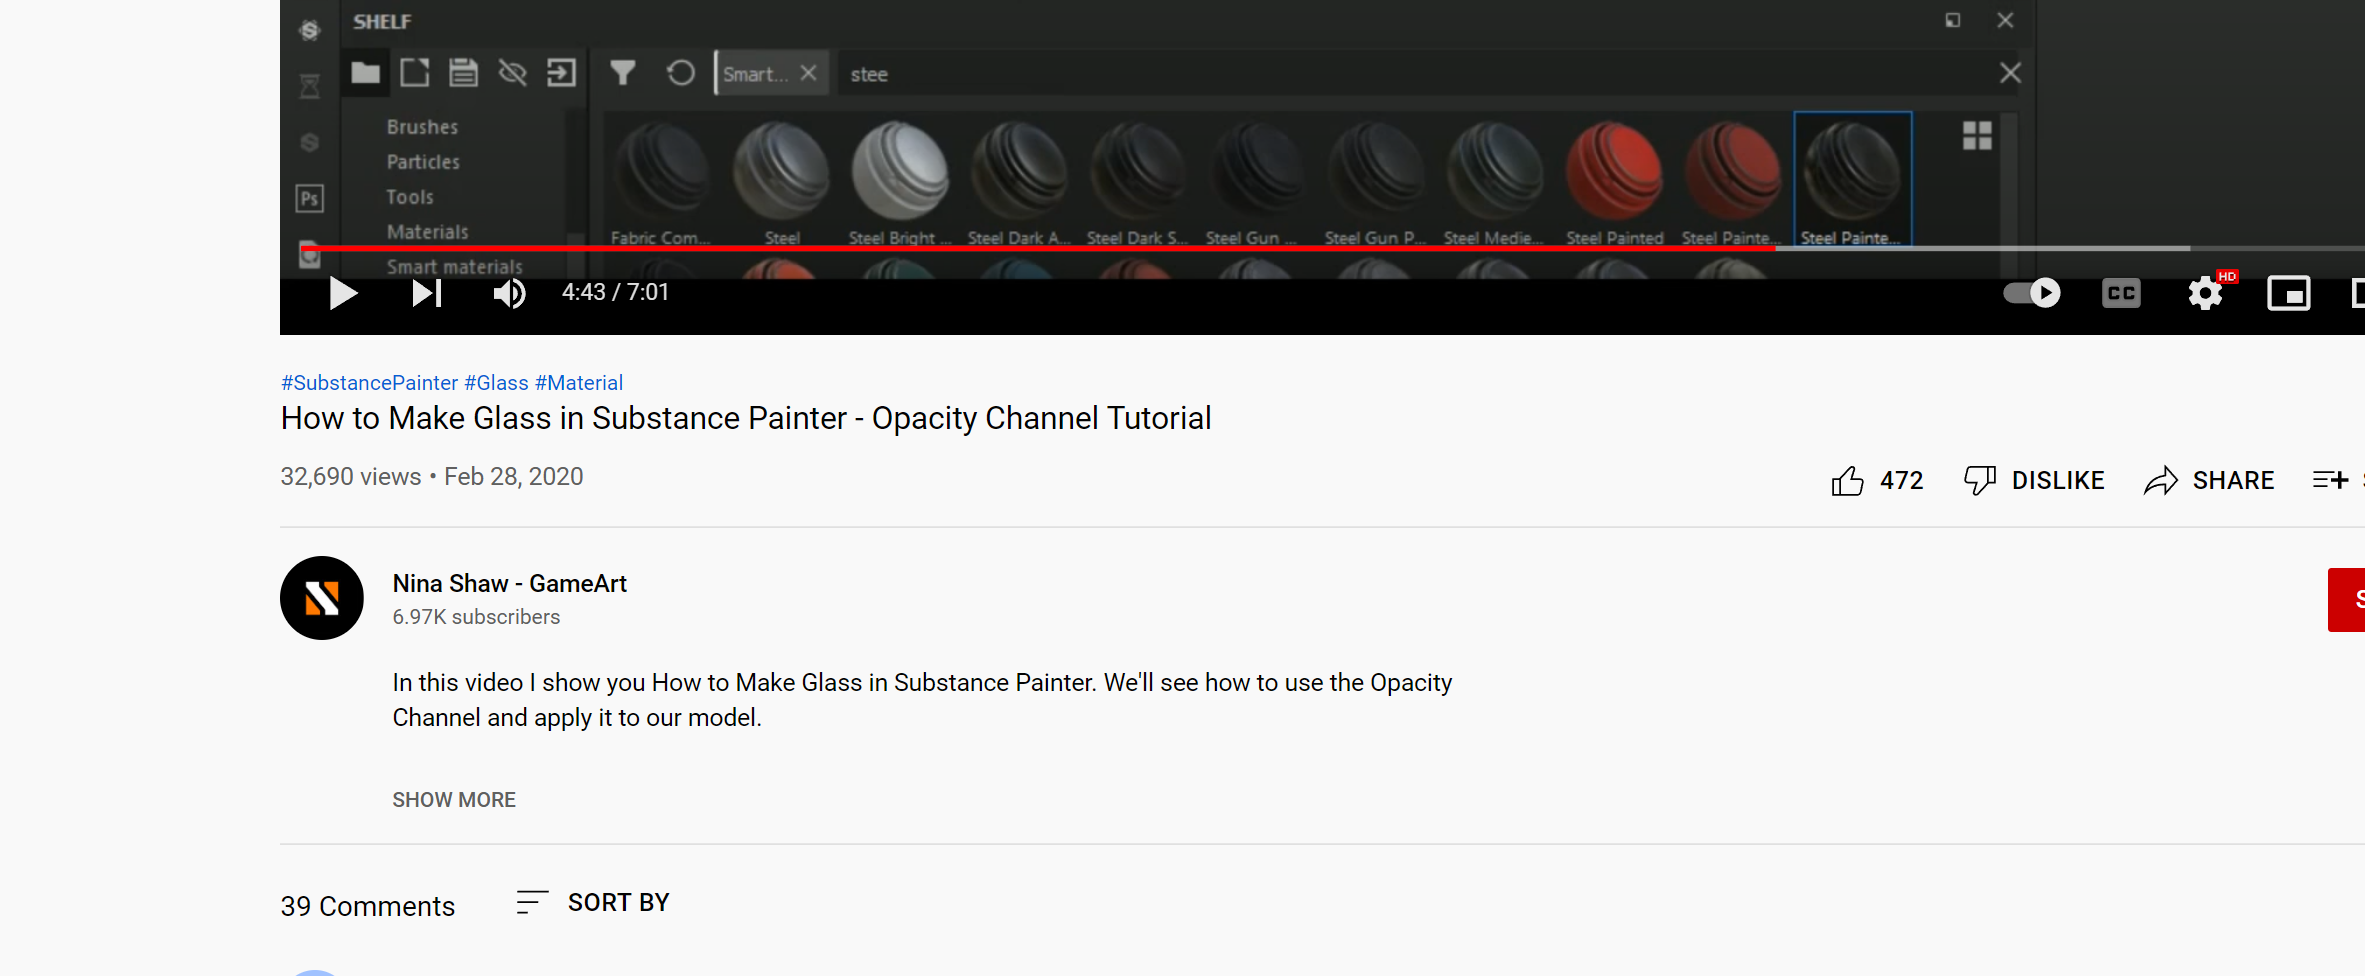 SHELF
Smart... stee
Brushes
Particles
Tools
Materials
Smart materials
Ps
Fabric Com... Steel Steel Bright ... Steel Dark A... Steel Dark S... Steel Gun ... Steel Gun P... Steel Medie... Steel Painted Steel Painte... Steel Painte...
4:43 / 7:01
CC
HD
#SubstancePainter #Glass #Material
How to Make Glass in Substance Painter - Opacity Channel Tutorial
32,690 views • Feb 28, 2020
472 DISLIKE SHARE
Nina Shaw - GameArt
6.97K subscribers
In this video I show you How to Make Glass in Substance Painter. We'll see how to use the Opacity
Channel and apply it to our model.
SHOW MORE
39 Comments SORT BY